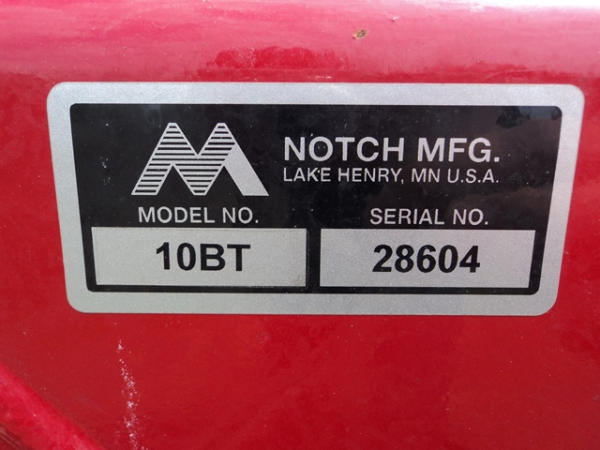 NOTCH MFG.
LAKE HENRY, MN U.S.A.
MODEL NO.
SERIAL NO.
10BT
28604